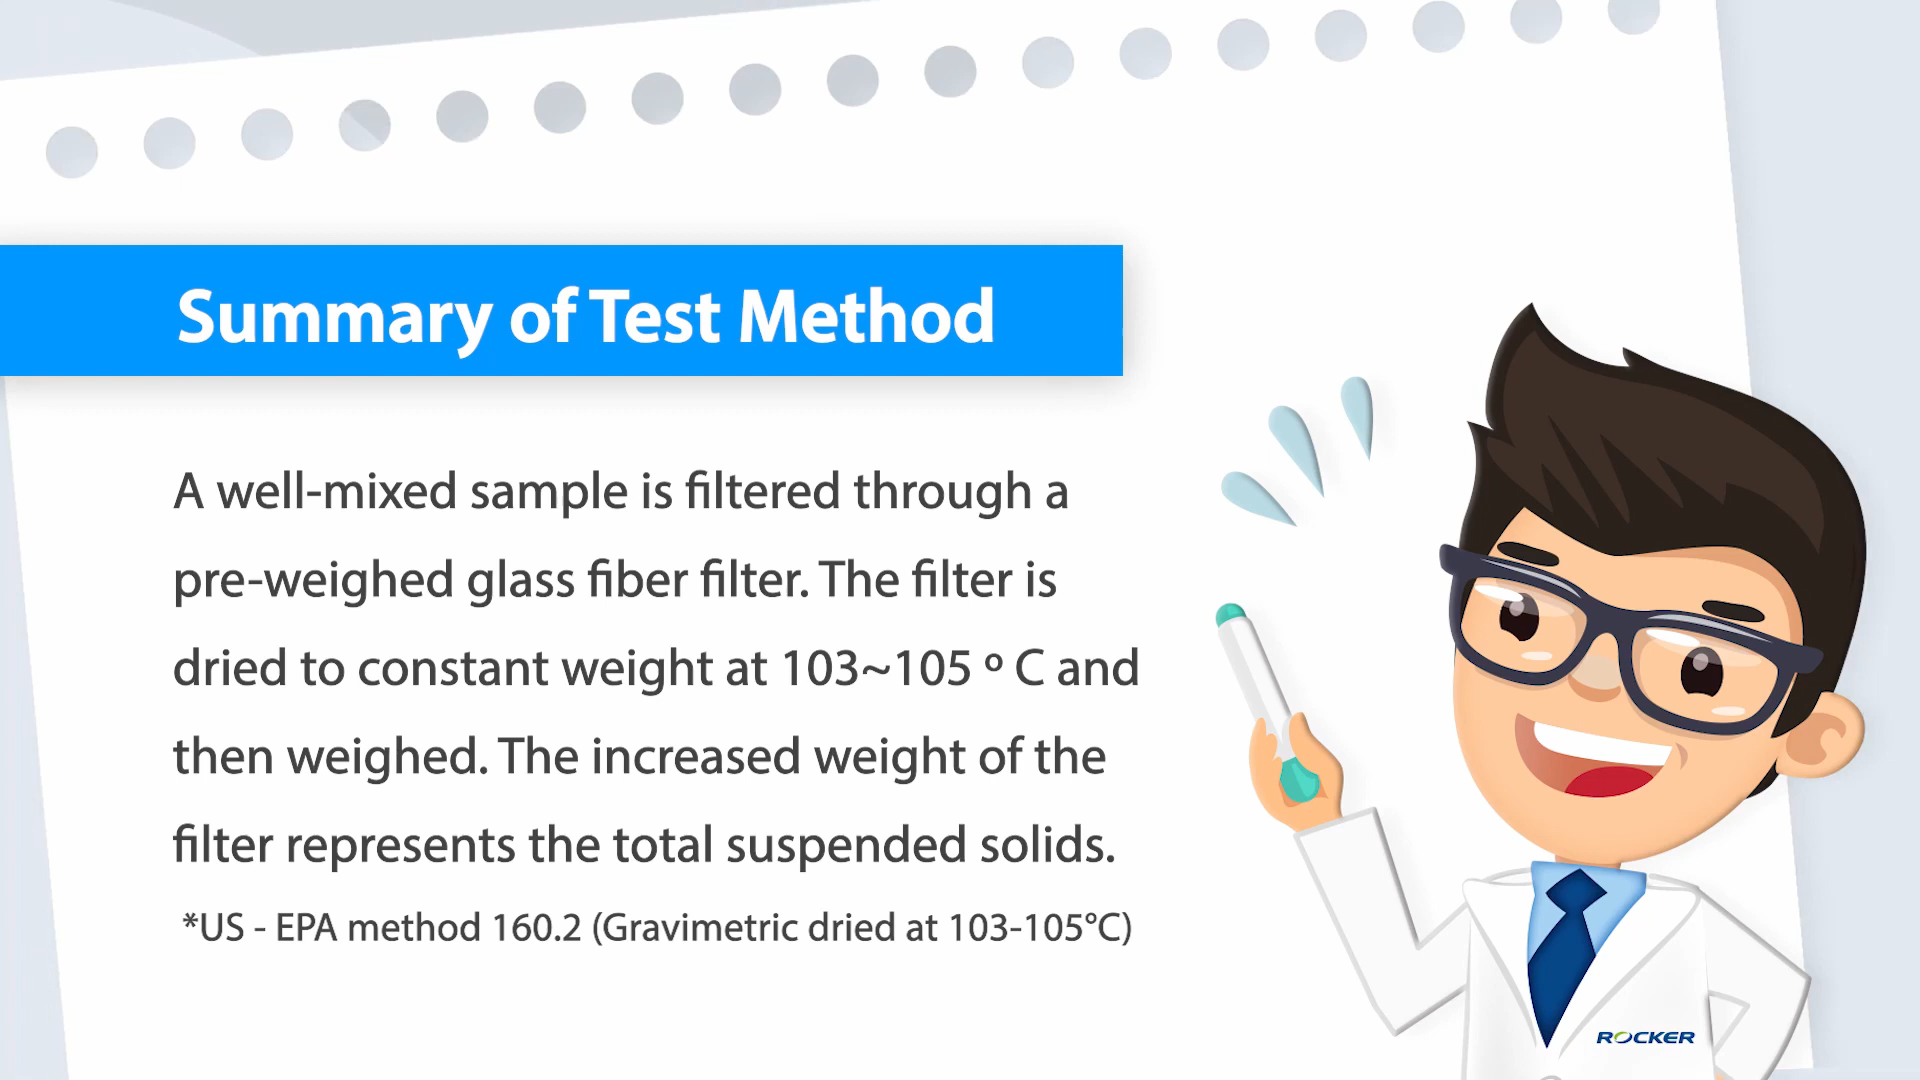 Summary of Test Method
A well-mixed sample is filtered through a
pre-weighed glass fiber filter. The filter is
dried to constant weight at 103~105 º C and
then weighed. The increased weight of the
filter represents the total suspended solids.
*US - EPA method 160.2 (Gravimetric dried at 103-105°C)
ROCKER